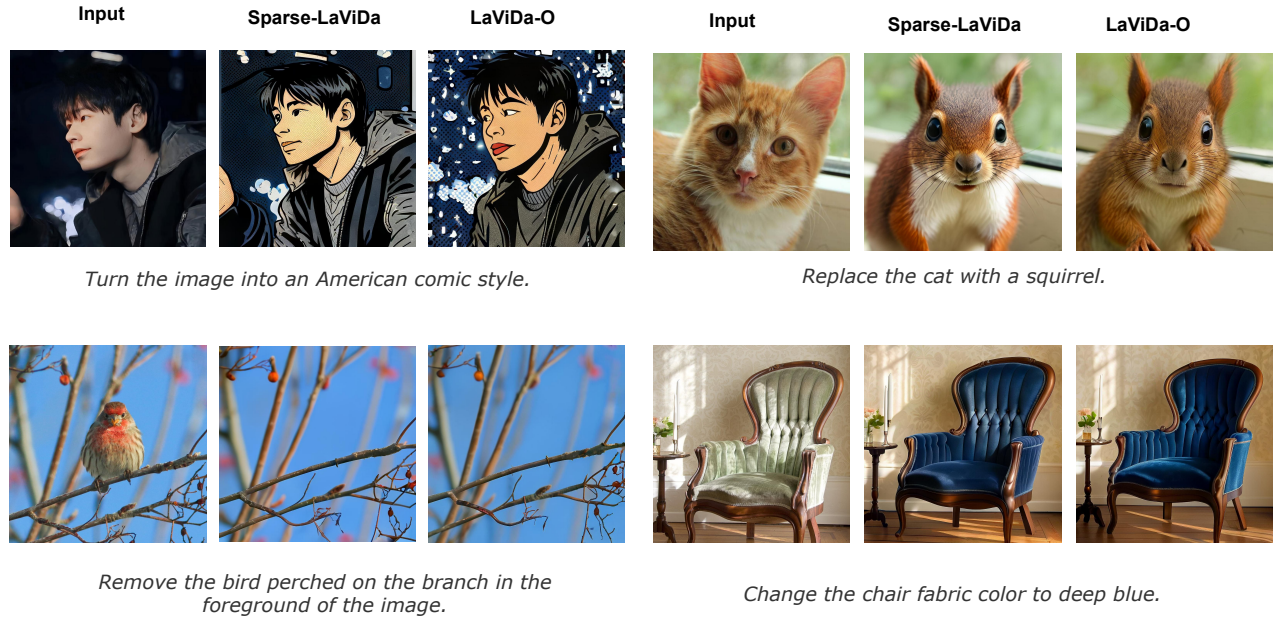 Input
Sparse-LaViDa
LaViDa-O
Input
Sparse-LaViDa
LaViDa-O
Turn the image into an American comic style.
Replace the cat with a squirrel.
Remove the bird perched on the branch in the
foreground of the image.
Change the chair fabric color to deep blue.